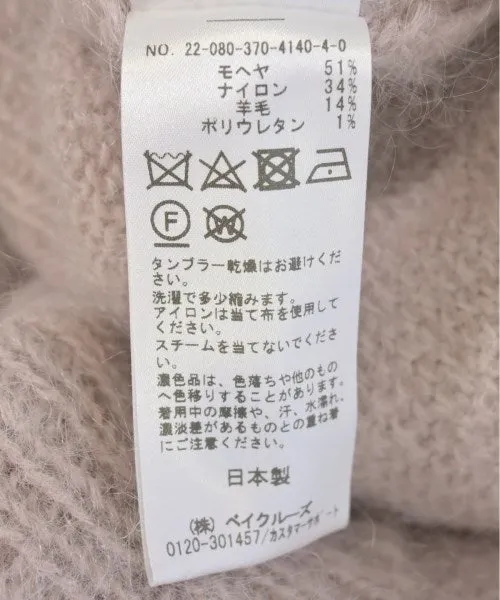 NO. 22-080-370-4140-4-0
モヘヤ 51%
ナイロン 34%
羊毛 14%
ポリウレタン 1%
F
W
タンブラー乾燥はお避けくだ
さい。
洗濯で多少縮みます。
アイロンは当て布を使用して
ください。
スチームを当てないでくださ
い。
濃色品は、色落ちや他のもの
へ色移りすることがあります。
着用中の摩擦や、汗、水濡れ、
濃淡差があるものとの重ね着
にご注意ください。
日本製
(株) ベイクルーズ
0120-301457/カスタマーサポート